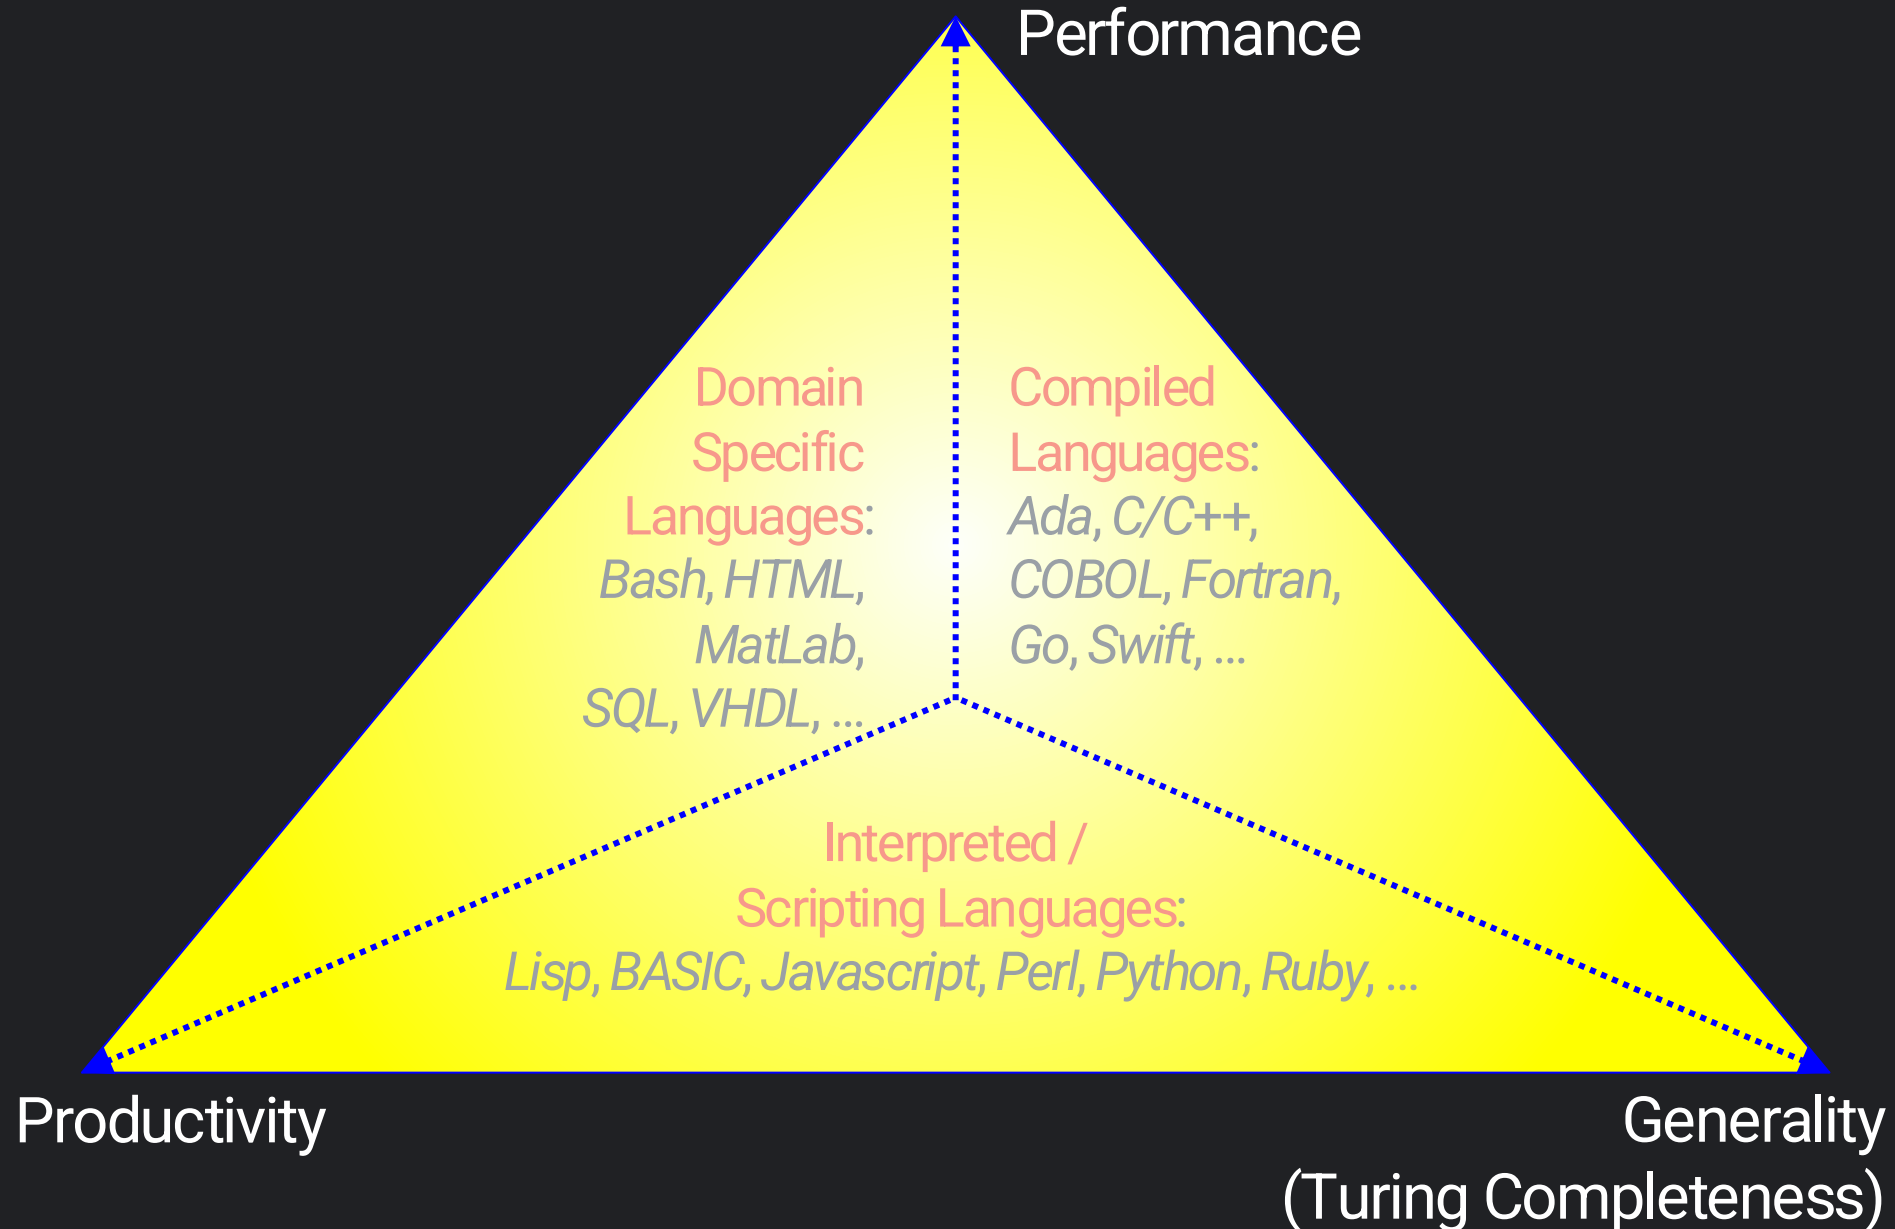 Performance
Domain
Specific
Languages:
Bash, HTML,
MatLab,
SQL, VHDL, ...
Compiled
Languages:
Ada, C/C++,
COBOL, Fortran,
Go, Swift, ...
Interpreted /
Scripting Languages:
Lisp, BASIC, Javascript, Perl, Python, Ruby, ...
Productivity
Generality
(Turing Completeness)